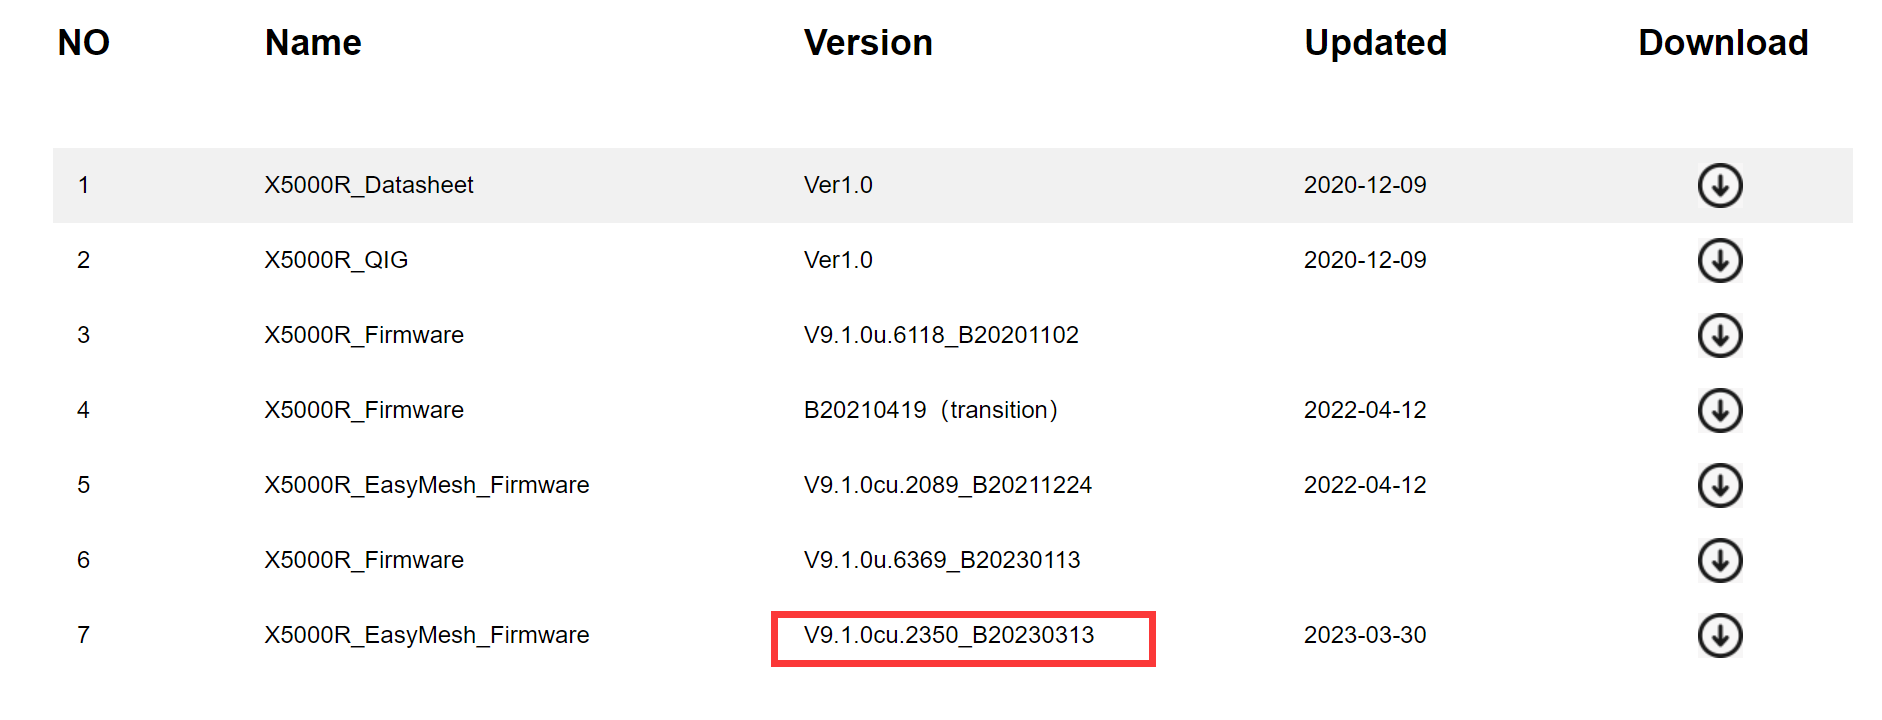 NO Name Version Updated Download
1 X5000R_Datasheet Ver1.0 2020-12-09
2 X5000R_QIG Ver1.0 2020-12-09
3 X5000R_Firmware V9.1.0u.6118_B20201102
4 X5000R_Firmware B20210419（transition） 2022-04-12
5 X5000R_EasyMesh_Firmware V9.1.0cu.2089_B20211224 2022-04-12
6 X5000R_Firmware V9.1.0u.6369_B20230113
7 X5000R_EasyMesh_Firmware V9.1.0cu.2350_B20230313 2023-03-30